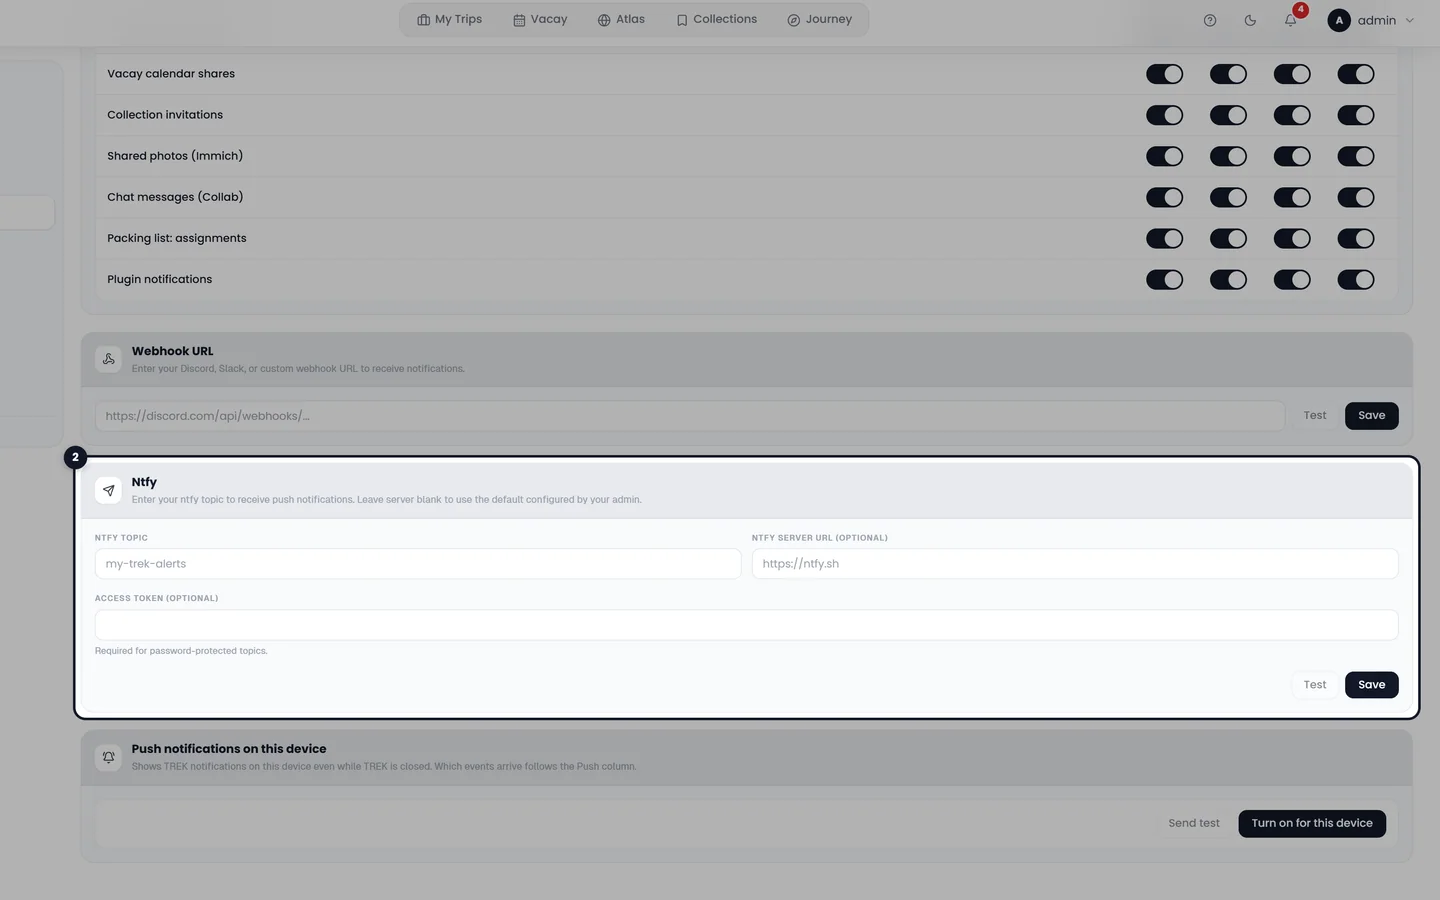 My Trips
Vacay
Atlas
Collections
Journey
4
A
admin
Vacay calendar shares
Collection invitations
Shared photos (Immich)
Chat messages (Collab)
Packing list: assignments
Plugin notifications
Webhook URL
Enter your Discord, Slack, or custom webhook URL to receive notifications.
https://discord.com/api/webhooks/...
Test
Save
2
Ntfy
Enter your ntfy topic to receive push notifications. Leave server blank to use the default configured by your admin.
NTFY TOPIC
NTFY SERVER URL (OPTIONAL)
my-trek-alerts
https://ntfy.sh
ACCESS TOKEN (OPTIONAL)
Required for password-protected topics.
Test
Save
Push notifications on this device
Shows TREK notifications on this device even while TREK is closed. Which events arrive follows the Push column.
Send test
Turn on for this device